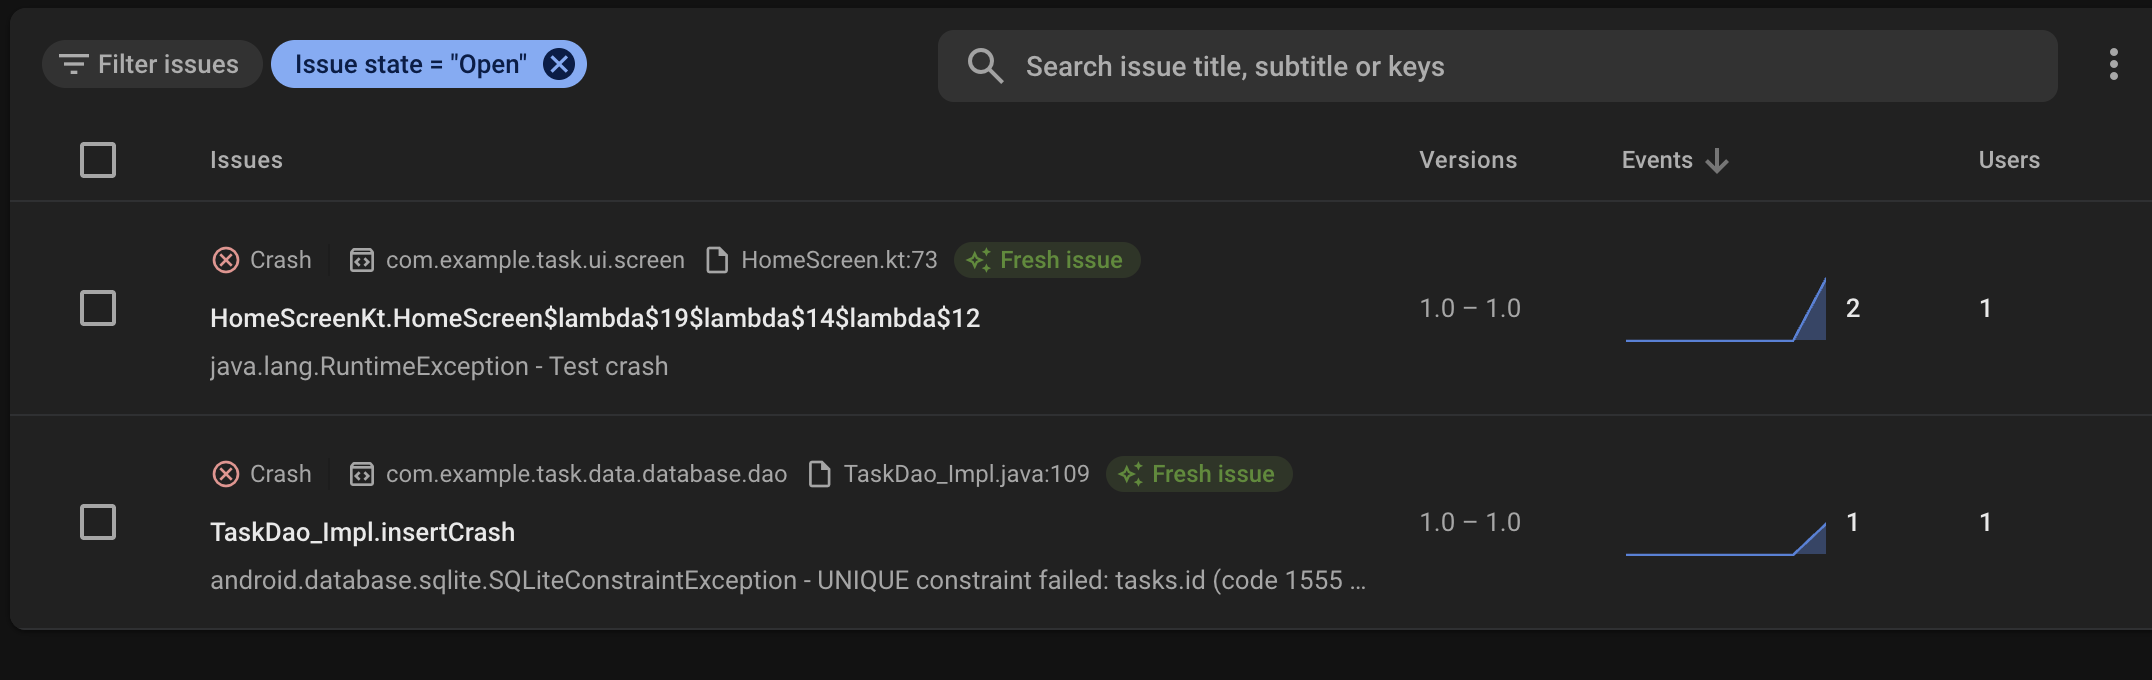 Filter issues
Issue state = "Open"
Search issue title, subtitle or keys
Issues Versions Events Users
Crash com.example.task.ui.screen HomeScreen.kt:73 Fresh issue
HomeScreenKt.HomeScreen$lambda$19$lambda$14$lambda$12
java.lang.RuntimeException - Test crash
1.0 – 1.0 2 1
Crash com.example.task.data.database.dao TaskDao_Impl.java:109 Fresh issue
TaskDao_Impl.insertCrash
android.database.sqlite.SQLiteConstraintException - UNIQUE constraint failed: tasks.id (code 1555 ...
1.0 – 1.0 1 1